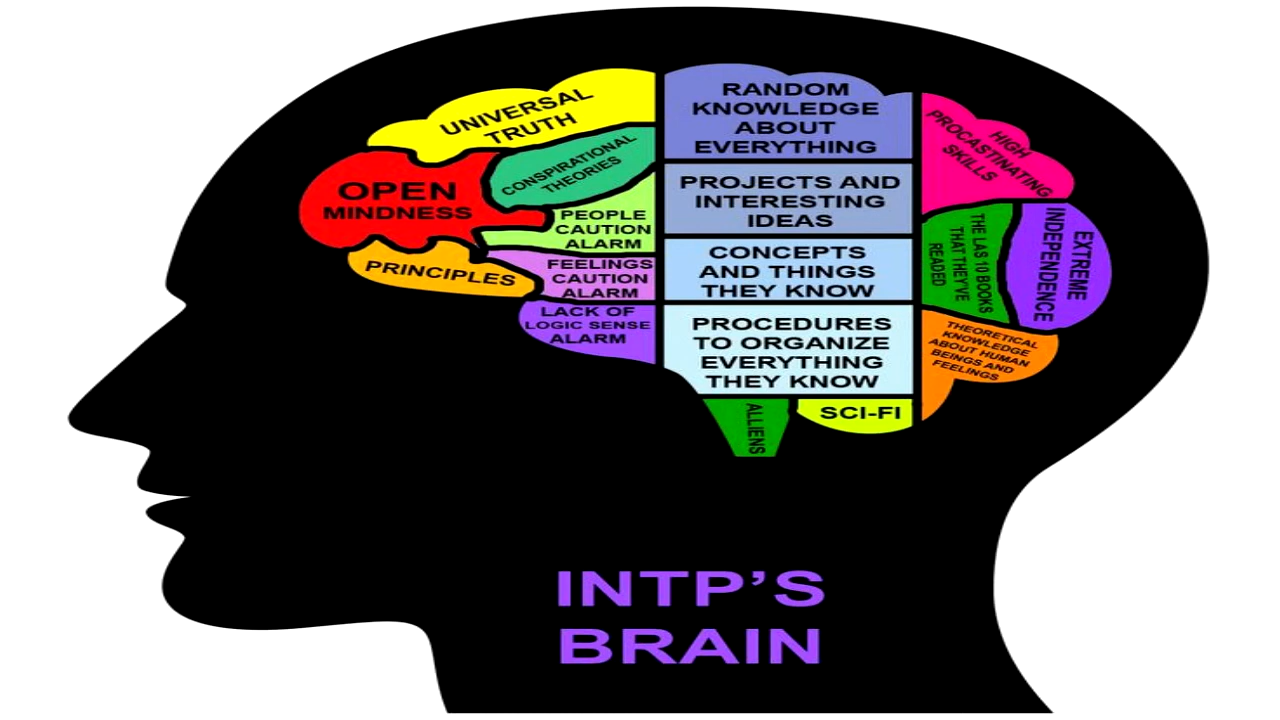 UNIVERSAL
TRUTH
CONSPIRATIONAL
THEORIES
OPEN
MINDNESS
PEOPLE
CAUTION
ALARM
PRINCIPLES
FEELINGS
CAUTION
ALARM
LACK OF
LOGIC SENSE
ALARM
RANDOM
KNOWLEDGE
ABOUT
EVERYTHING
PROJECTS AND
INTERESTING
IDEAS
CONCEPTS
AND THINGS
THEY KNOW
PROCEDURES
TO ORGANIZE
EVERYTHING
THEY KNOW
ALLIENS
SCI-FI
HIGH
PROCASTINATING
SKILLS
THE LAS 10 BOOKS
THAT THEY'VE
READED
EXTREME
INDEPENDENCE
THEORETICAL
KNOWLEDGE
ABOUT HUMAN
BEINGS AND
FEELINGS
INTP'S
BRAIN